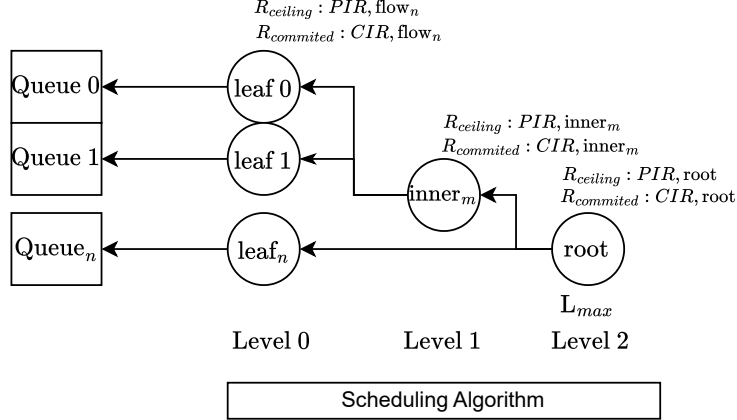 R_ceiling : PIR, flow_n
R_commited : CIR, flow_n
Queue 0
leaf 0
Queue 1
leaf 1
R_ceiling : PIR, inner_m
R_commited : CIR, inner_m
inner_m
R_ceiling : PIR, root
R_commited : CIR, root
Queue_n
leaf_n
root
L_max
Level 0
Level 1
Level 2
Scheduling Algorithm